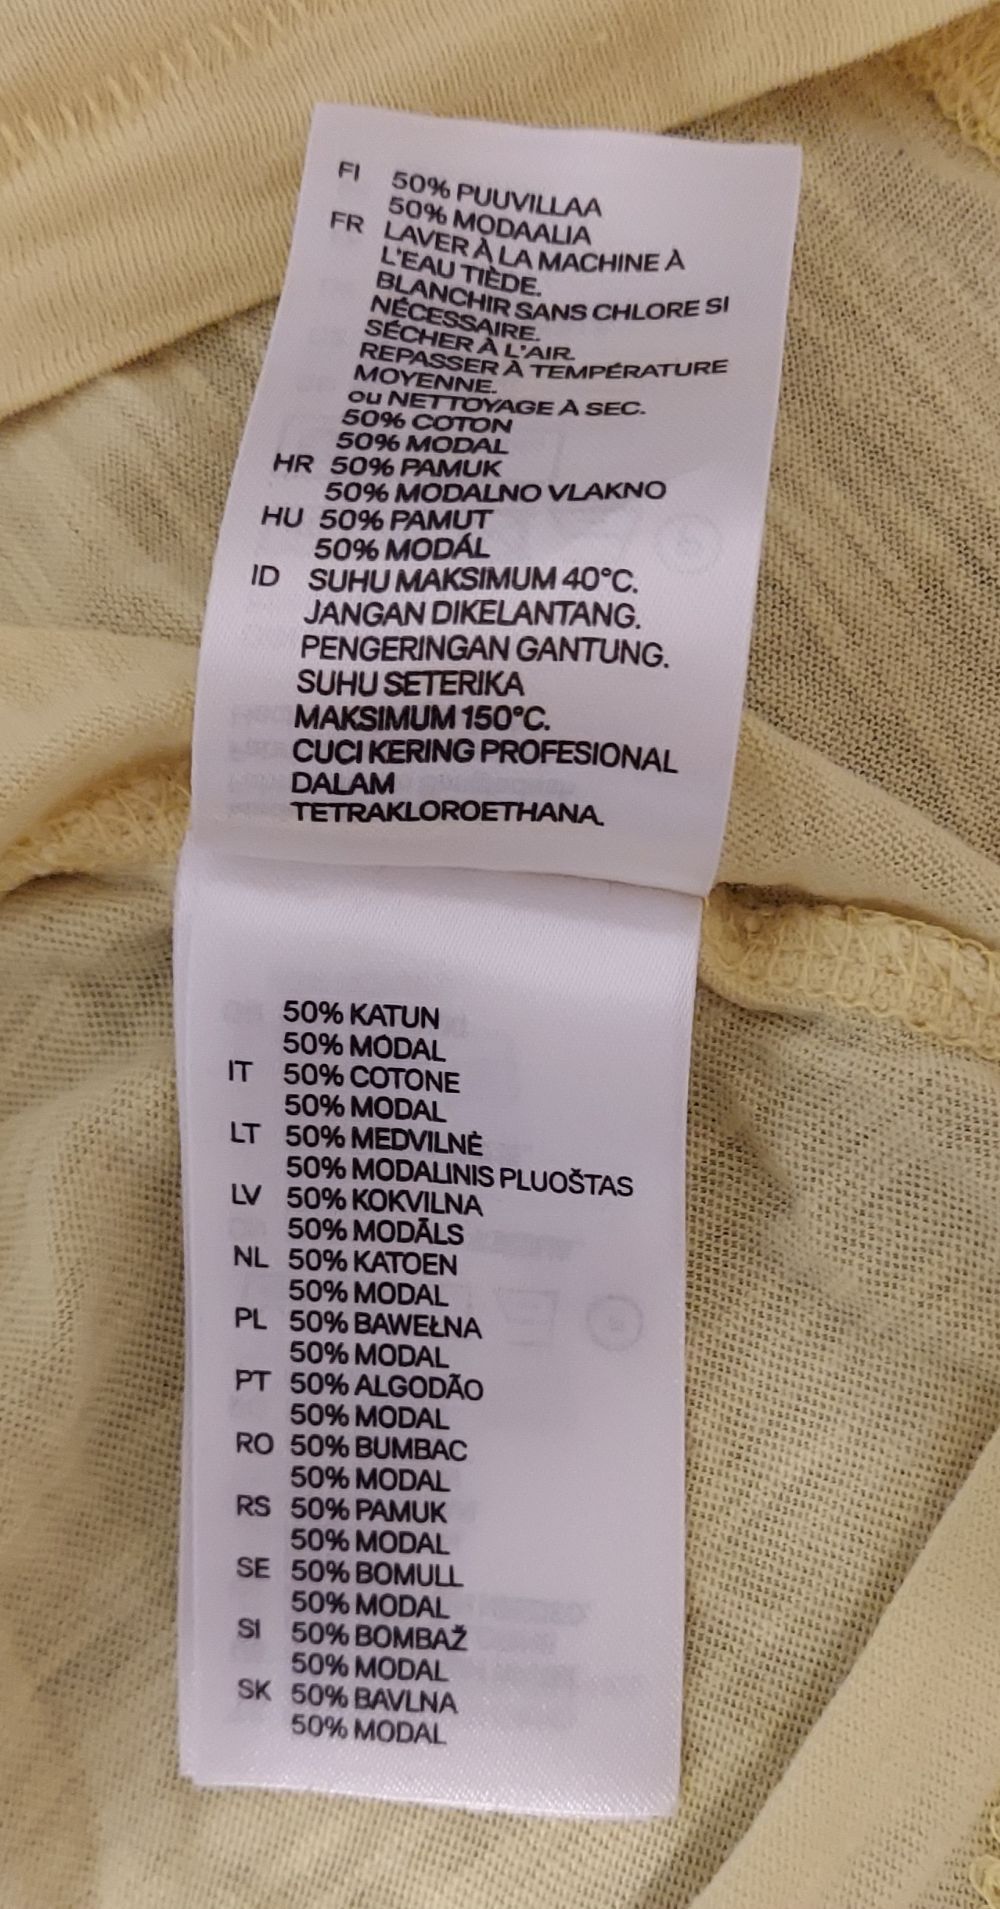 FI 50% PUUVILLAA
50% MODAALIA
FR LAVER À LA MACHINE À
L'EAU TIÈDE.
BLANCHIR SANS CHLORE SI
NÉCESSAIRE.
SÉCHER À L'AIR.
REPASSER À TEMPÉRATURE
MOYENNE.
ou NETTOYAGE À SEC.
50% COTON
50% MODAL
HR 50% PAMUK
50% MODALNO VLAKNO
HU 50% PAMUT
50% MODÁL
ID SUHU MAKSIMUM 40°C.
JANGAN DIKELANTANG.
PENGERINGAN GANTUNG.
SUHU SETERIKA
MAKSIMUM 150°C.
CUCI KERING PROFESIONAL
DALAM
TETRAKLOROETHANA.
50% KATUN
50% MODAL
IT 50% COTONE
50% MODAL
LT 50% MEDVILNĖ
50% MODALINIS PLUOŠTAS
LV 50% KOKVILNA
50% MODĀLS
NL 50% KATOEN
50% MODAL
PL 50% BAWEŁNA
50% MODAL
PT 50% ALGODÃO
50% MODAL
RO 50% BUMBAC
50% MODAL
RS 50% PAMUK
50% MODAL
SE 50% BOMULL
50% MODAL
SI 50% BOMBAŽ
50% MODAL
SK 50% BAVLNA
50% MODAL